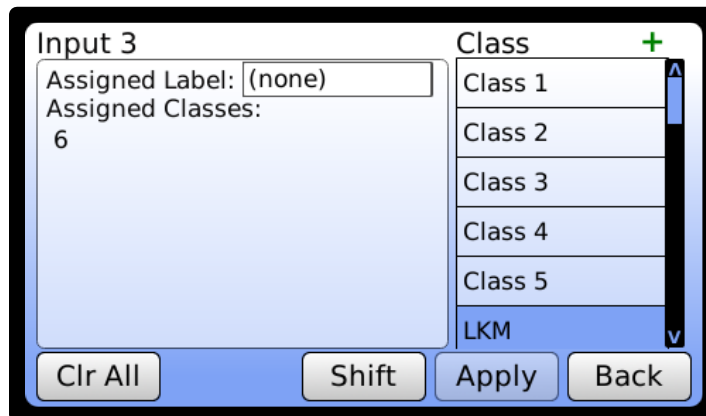 Input 3
Assigned Label: (none)
Assigned Classes:
6
Class +
Class 1
Class 2
Class 3
Class 4
Class 5
LKM
Clr All
Shift
Apply
Back